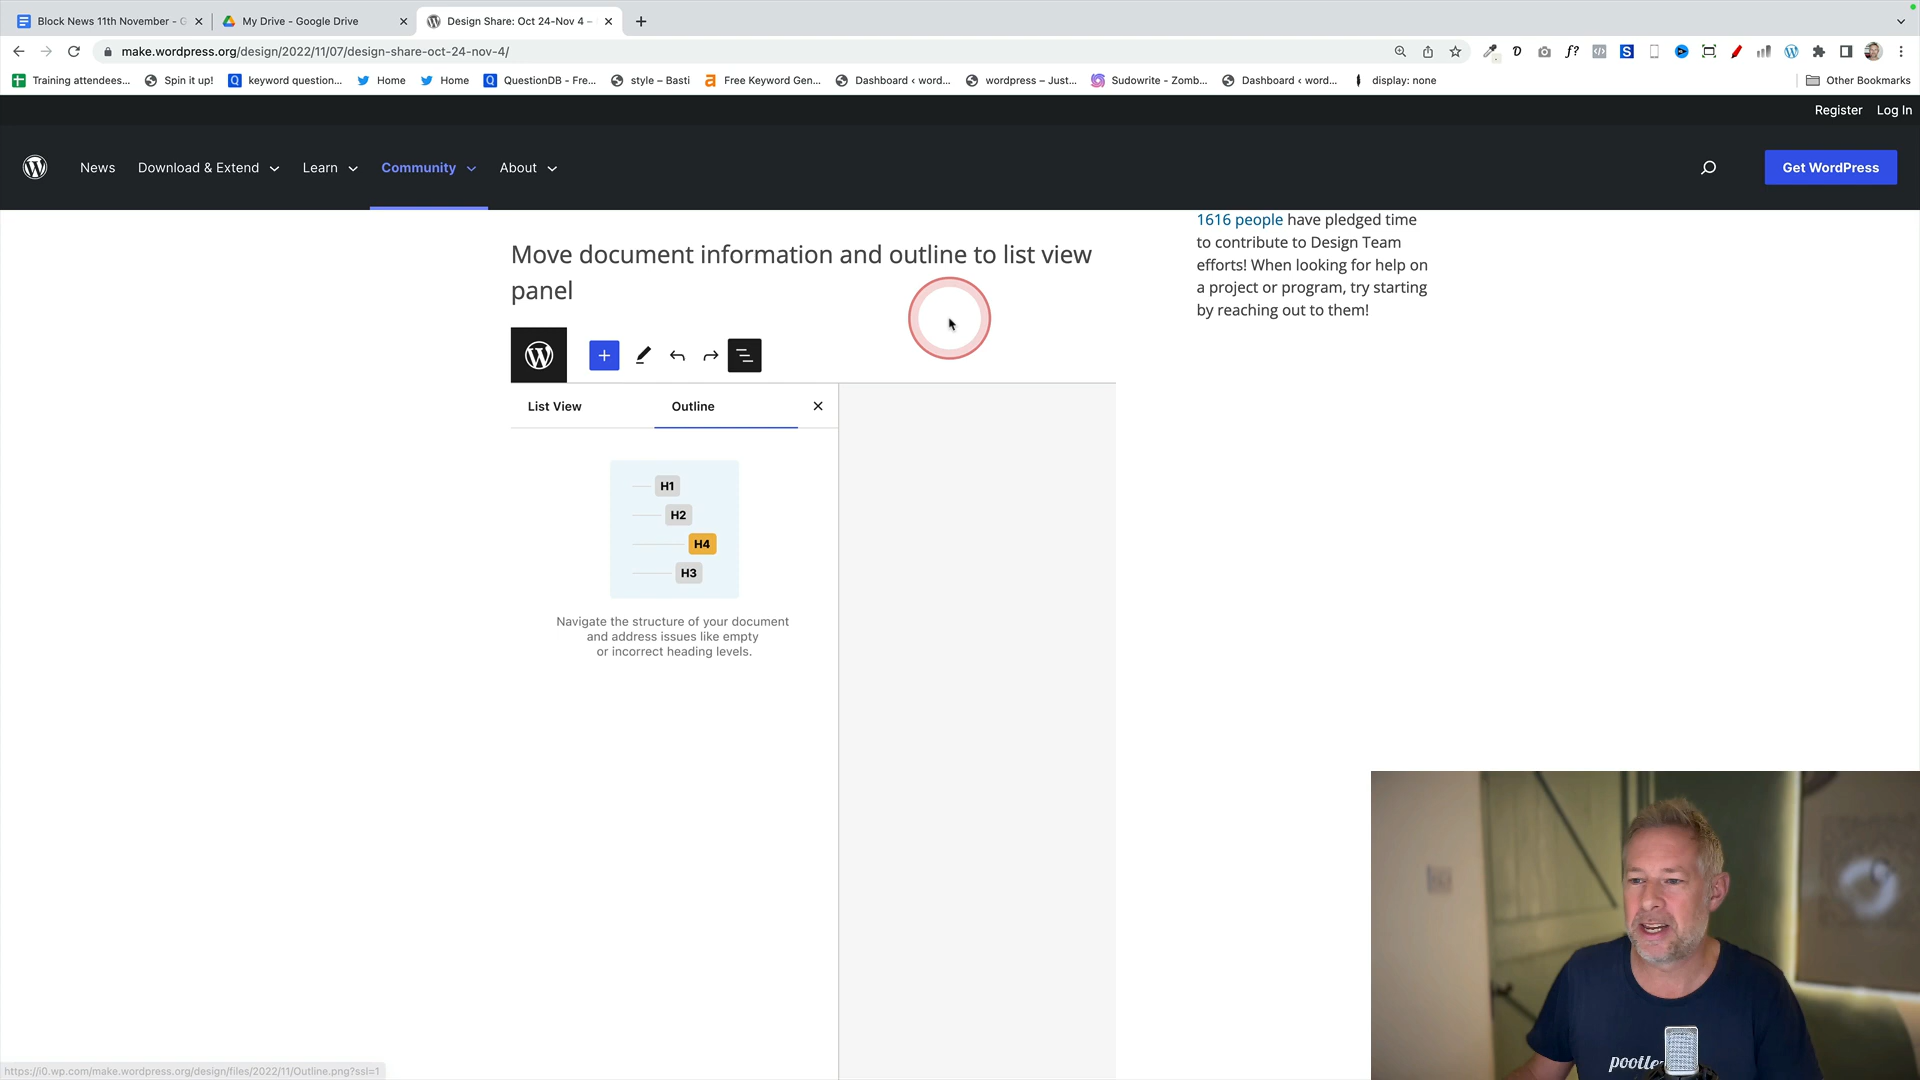 Block News 11th November - G
My Drive - Google Drive
Design Share: Oct 24-Nov 4 –
make.wordpress.org/design/2022/11/07/design-share-oct-24-nov-4/
Training attendees...
Spin it up!
keyword question...
Home
Home
QuestionDB - Fre...
style – Basti
Free Keyword Gen...
Dashboard ‹ word...
wordpress – Just...
Sudowrite - Zomb...
Dashboard ‹ word...
display: none
Other Bookmarks
Register
Log In
News
Download & Extend
Learn
Community
About
Get WordPress
Move document information and outline to list view
panel
1616 people have pledged time
to contribute to Design Team
efforts! When looking for help on
a project or program, try starting
by reaching out to them!
List View
Outline
H1
H2
H4
H3
Navigate the structure of your document
and address issues like empty
or incorrect heading levels.
https://i0.wp.com/make.wordpress.org/design/files/2022/11/Outline.png?ssl=1
pootle